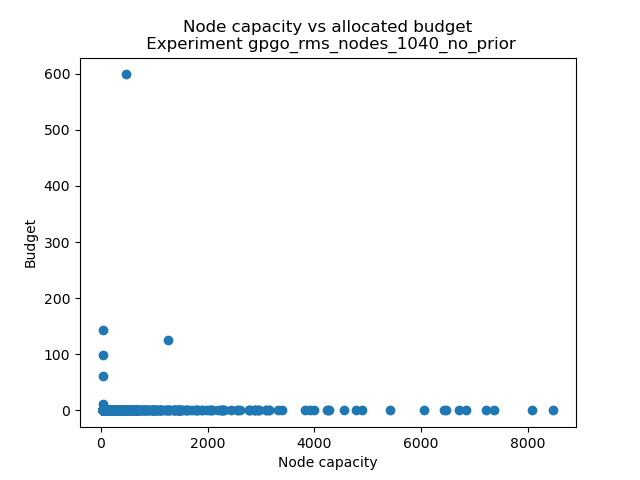 Node capacity vs allocated budget
Experiment gpgo_rms_nodes_1040_no_prior
600
500
400
300
200
100
0
Budget
0 2000 4000 6000 8000
Node capacity